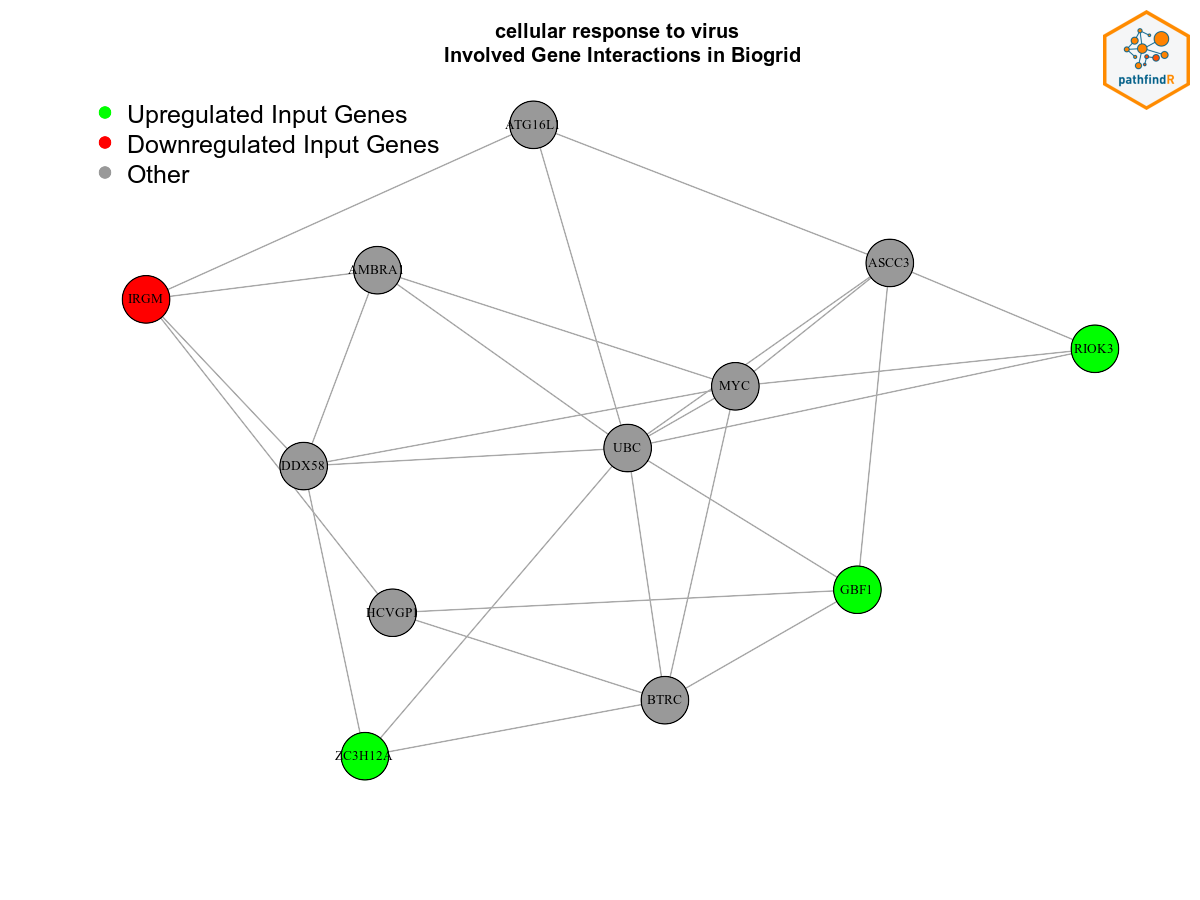 cellular response to virus
Involved Gene Interactions in Biogrid
pathfindR
Upregulated Input Genes
Downregulated Input Genes
Other
ATG16L1
AMBRA1
ASCC3
IRGM
RIOK3
MYC
UBC
DDX58
GBF1
HCVGP1
BTRC
ZC3H12A